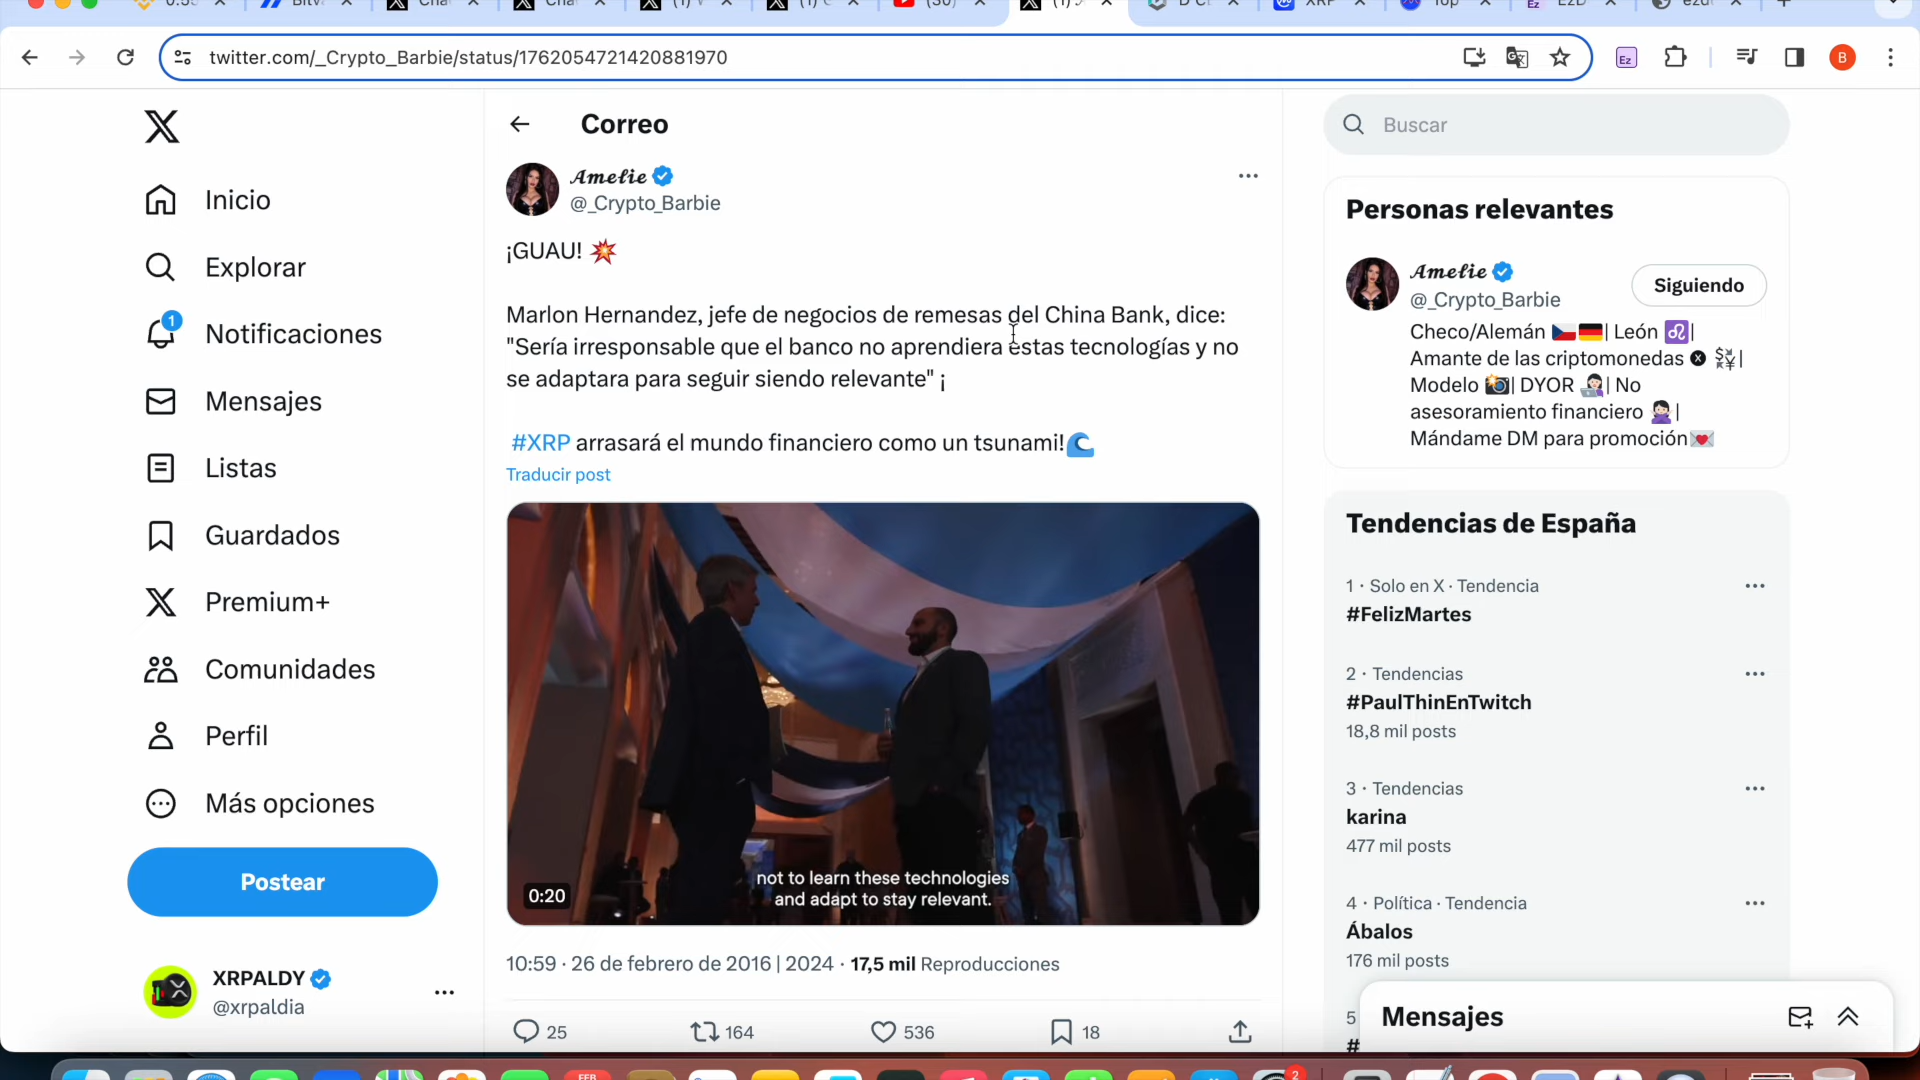 twitter.com/_Crypto_Barbie/status/1762054721420881970
Ez
B
Inicio
Explorar
1
Notificaciones
Mensajes
Listas
Guardados
Premium+
Comunidades
Perfil
Más opciones
Postear
XRPALDY
@xrpaldia
Correo
Amelie
@_Crypto_Barbie
¡GUAU! 💥
Marlon Hernandez, jefe de negocios de remesas del China Bank, dice:
"Sería irresponsable que el banco no aprendiera estas tecnologías y no
se adaptara para seguir siendo relevante" ¡
#XRP arrasará el mundo financiero como un tsunami!🌊
Traducir post
not to learn these technologies
and adapt to stay relevant.
0:20
10:59 · 26 de febrero de 2016 | 2024 · 17,5 mil Reproducciones
25 164 536 18
Buscar
Personas relevantes
Amelie
@_Crypto_Barbie
Siguiendo
Checo/Alemán 🇨🇿🇩🇪| León ♌|
Amante de las criptomonedas 💱|
Modelo 📸| DYOR 👩🏻‍💻| No
asesoramiento financiero 🙅🏻‍♀️|
Mándame DM para promoción💌
Tendencias de España
1 · Solo en X · Tendencia
#FelizMartes
2 · Tendencias
#PaulThinEnTwitch
18,8 mil posts
3 · Tendencias
karina
477 mil posts
4 · Política · Tendencia
Ábalos
176 mil posts
5
#
Mensajes
FEB
2